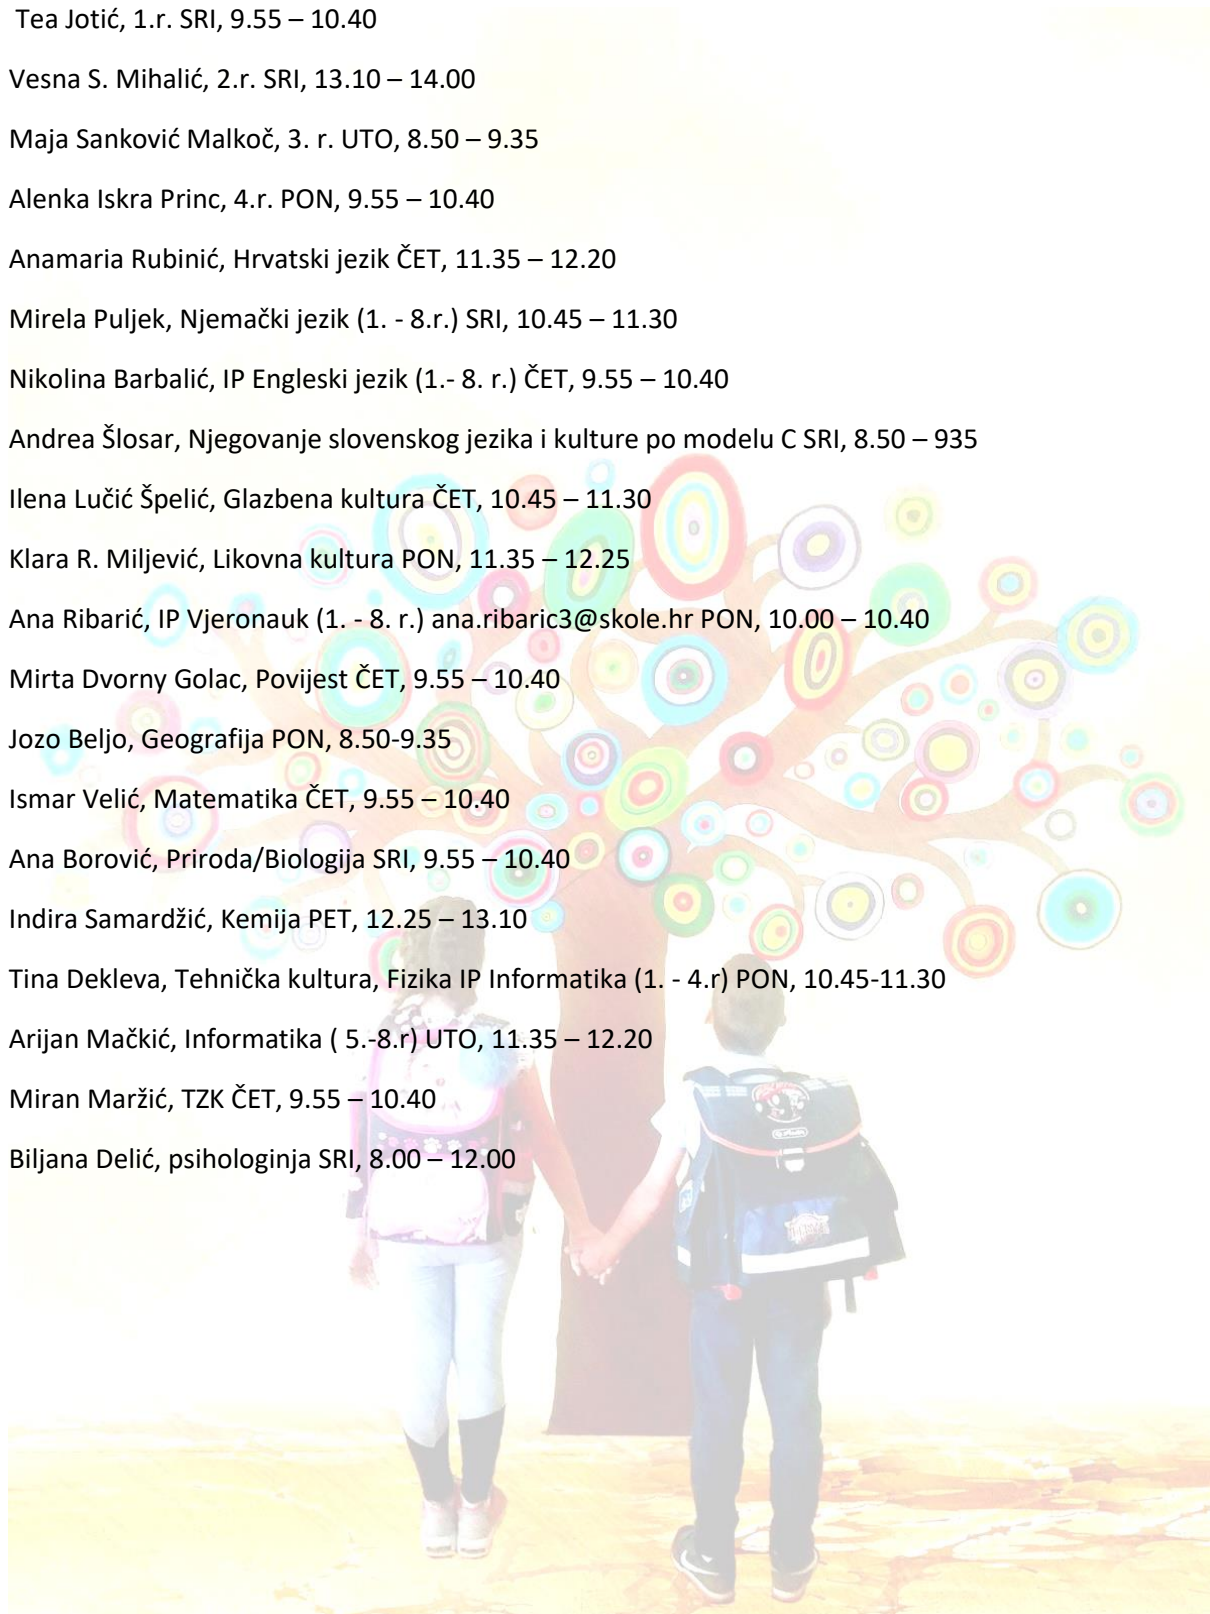 Tea Jotić, 1.r. SRI, 9.55 – 10.40
Vesna S. Mihalić, 2.r. SRI, 13.10 – 14.00
Maja Sanković Malkoč, 3. r. UTO, 8.50 – 9.35
Alenka Iskra Princ, 4.r. PON, 9.55 – 10.40
Anamaria Rubinić, Hrvatski jezik ČET, 11.35 – 12.20
Mirela Puljek, Njemački jezik (1. - 8.r.) SRI, 10.45 – 11.30
Nikolina Barbalić, IP Engleski jezik (1.- 8. r.) ČET, 9.55 – 10.40
Andrea Šlosar, Njegovanje slovenskog jezika i kulture po modelu C SRI, 8.50 – 935
Ilena Lučić Špelić, Glazbena kultura ČET, 10.45 – 11.30
Klara R. Miljević, Likovna kultura PON, 11.35 – 12.25
Ana Ribarić, IP Vjeronauk (1. - 8. r.) ana.ribaric3@skole.hr PON, 10.00 – 10.40
Mirta Dvorny Golac, Povijest ČET, 9.55 – 10.40
Jozo Beljo, Geografija PON, 8.50-9.35
Ismar Velić, Matematika ČET, 9.55 – 10.40
Ana Borović, Priroda/Biologija SRI, 9.55 – 10.40
Indira Samardžić, Kemija PET, 12.25 – 13.10
Tina Dekleva, Tehnička kultura, Fizika IP Informatika (1. - 4.r) PON, 10.45-11.30
Arijan Mačkić, Informatika ( 5.-8.r) UTO, 11.35 – 12.20
Miran Maržić, TZK ČET, 9.55 – 10.40
Biljana Delić, psihologinja SRI, 8.00 – 12.00